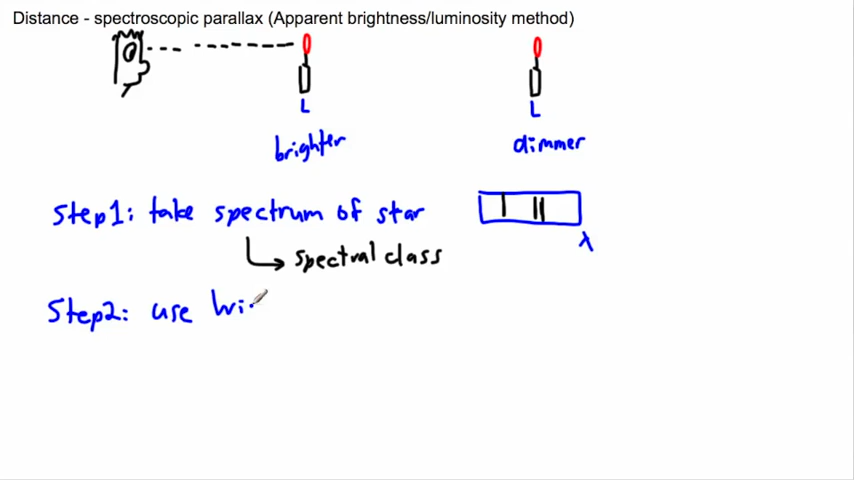 Distance - spectroscopic parallax (Apparent brightness/luminosity method)
L L
brighter dimmer
Step1: take spectrum of star
λ
spectral class
Step2: use